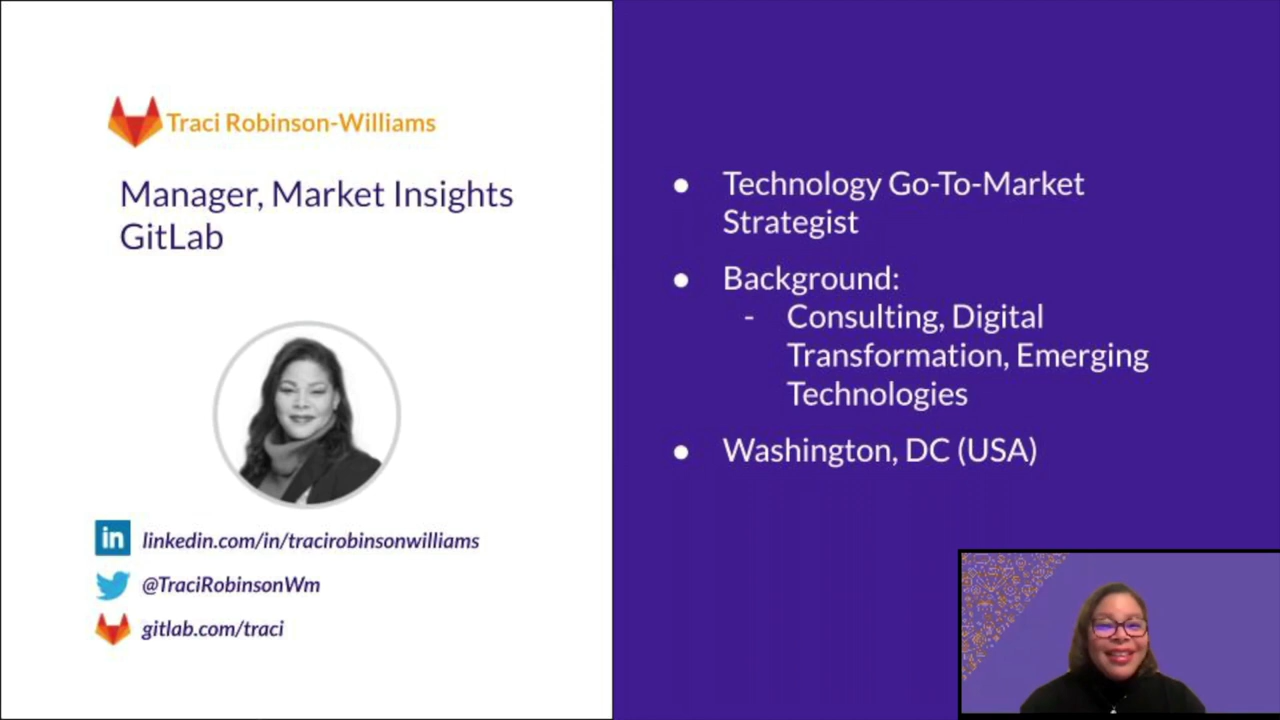 Traci Robinson-Williams
Manager, Market Insights
GitLab
in
linkedin.com/in/tracirobinsonwilliams
@TraciRobinsonWm
gitlab.com/traci
● Technology Go-To-Market
Strategist
● Background:
- Consulting, Digital
Transformation, Emerging
Technologies
● Washington, DC (USA)